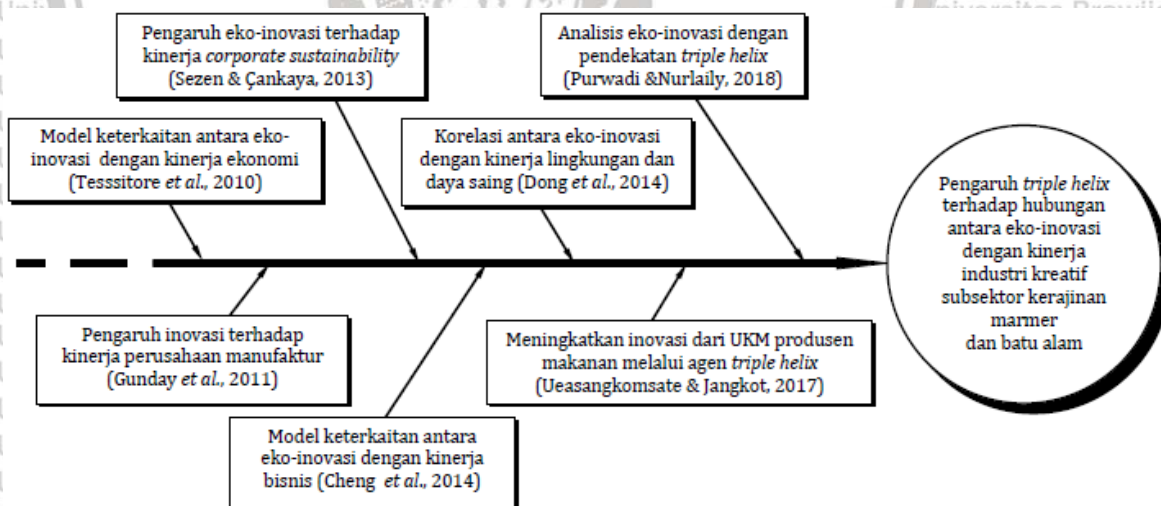 Universitas Brawijaya
Pengaruh eko-inovasi terhadap
kinerja corporate sustainability
(Sezen & Çankaya, 2013)
Analisis eko-inovasi dengan
pendekatan triple helix
(Purwadi &Nurlaily, 2018)
Model keterkaitan antara eko-
inovasi dengan kinerja ekonomi
(Tesssitore et al., 2010)
Korelasi antara eko-inovasi
dengan kinerja lingkungan dan
daya saing (Dong et al., 2014)
Pengaruh triple helix
terhadap hubungan
antara eko-inovasi
dengan kinerja
industri kreatif
subsektor kerajinan
marmer
dan batu alam
Pengaruh inovasi terhadap
kinerja perusahaan manufaktur
(Gunday et al., 2011)
Meningkatkan inovasi dari UKM produsen
makanan melalui agen triple helix
(Ueasangkomsate & Jangkot, 2017)
Model keterkaitan antara
eko-inovasi dengan kinerja
bisnis (Cheng et al., 2014)